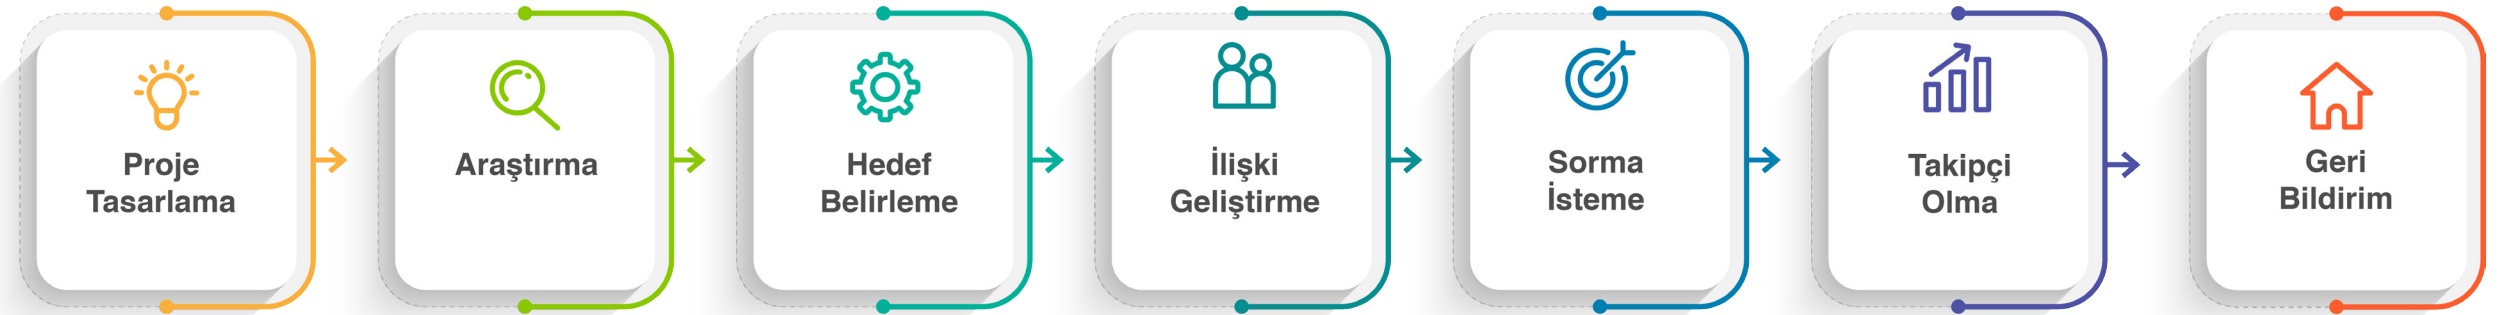 Proje
Tasarlama
Araştırma
Hedef
Belirleme
İlişki
Geliştirme
Sorma
İsteme
Takipçi
Olma
Geri
Bildirim